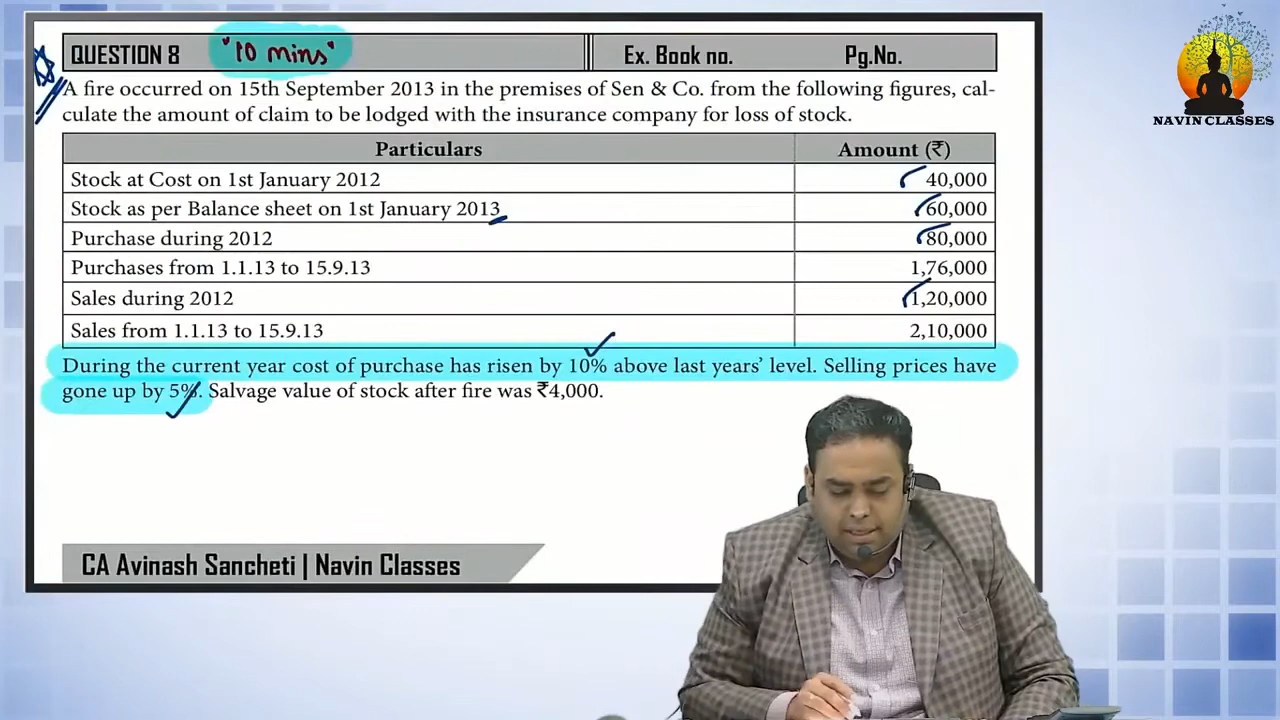 QUESTION 8 "10 mins" Ex. Book no. Pg.No.
A fire occurred on 15th September 2013 in the premises of Sen & Co. from the following figures, cal-
culate the amount of claim to be lodged with the insurance company for loss of stock.
Particulars Amount (₹)
Stock at Cost on 1st January 2012 40,000
Stock as per Balance sheet on 1st January 2013 60,000
Purchase during 2012 80,000
Purchases from 1.1.13 to 15.9.13 1,76,000
Sales during 2012 1,20,000
Sales from 1.1.13 to 15.9.13 2,10,000
During the current year cost of purchase has risen by 10% above last years’ level. Selling prices have
gone up by 5%. Salvage value of stock after fire was ₹4,000.
CA Avinash Sancheti | Navin Classes
NAVIN CLASSES